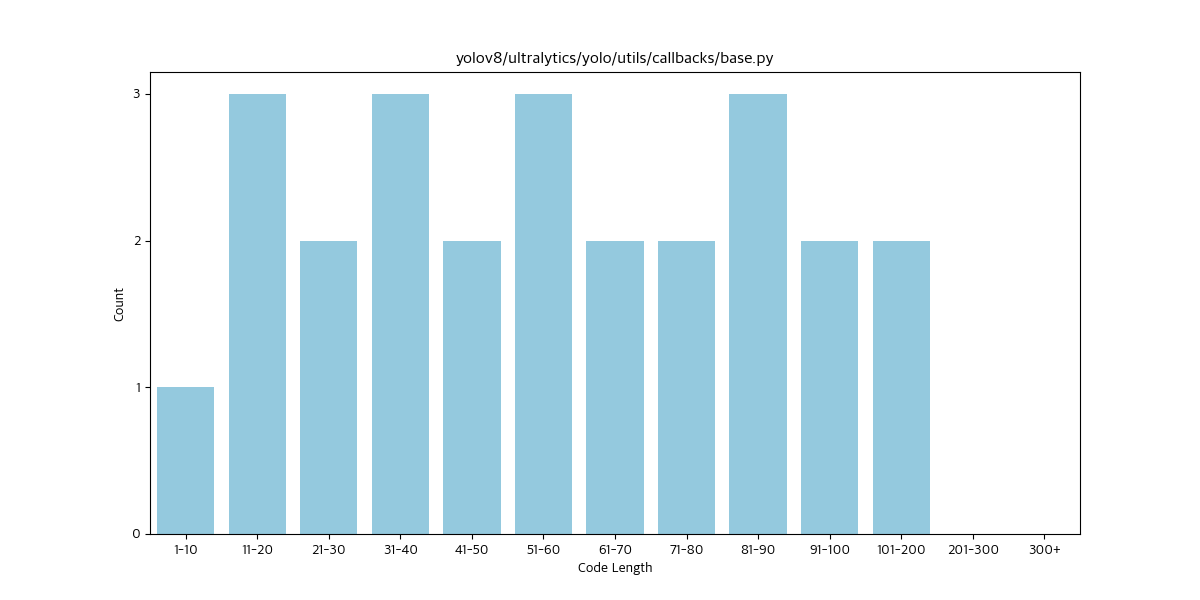 yolov8/ultralytics/yolo/utils/callbacks/base.py
3
2
1
0
Count
1-10 11-20 21-30 31-40 41-50 51-60 61-70 71-80 81-90 91-100 101-200 201-300 300+
Code Length